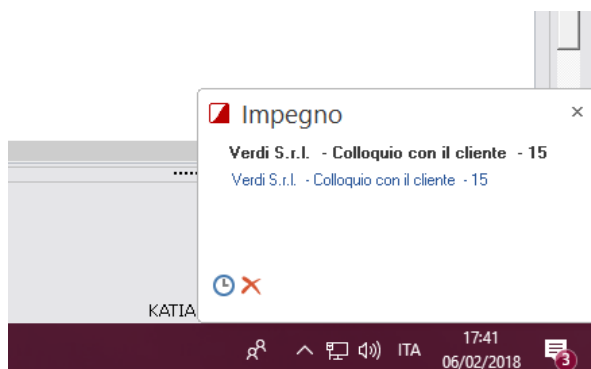 Impegno
Verdi S.r.l. - Colloquio con il cliente - 15
Verdi S.r.l. - Colloquio con il cliente - 15
KATIA
ITA
17:41
06/02/2018
3